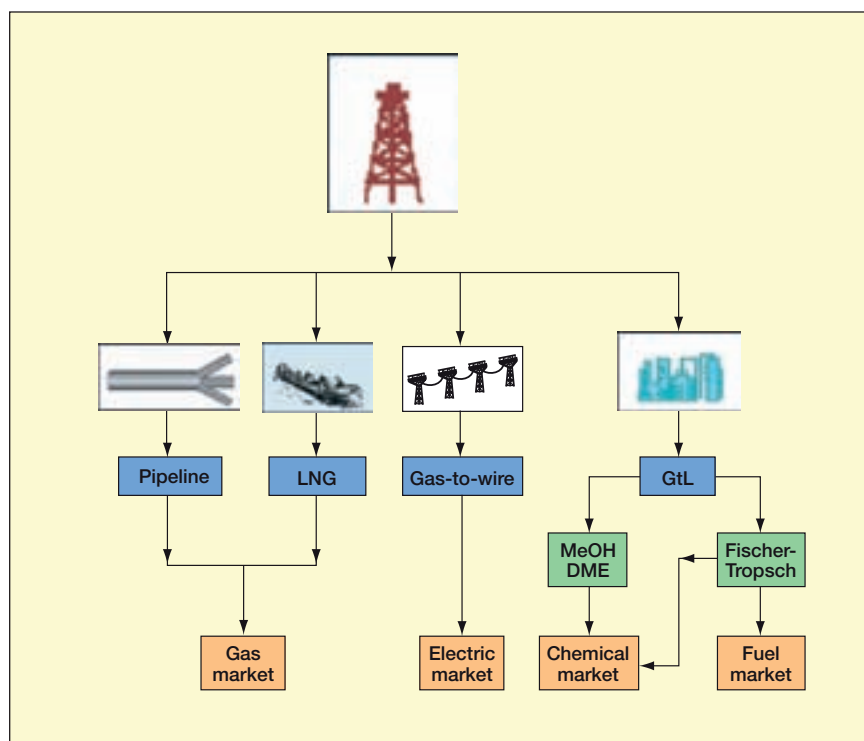 Pipeline
LNG
Gas-to-wire
GtL
MeOH
DME
Fischer-
Tropsch
Gas
market
Electric
market
Chemical
market
Fuel
market